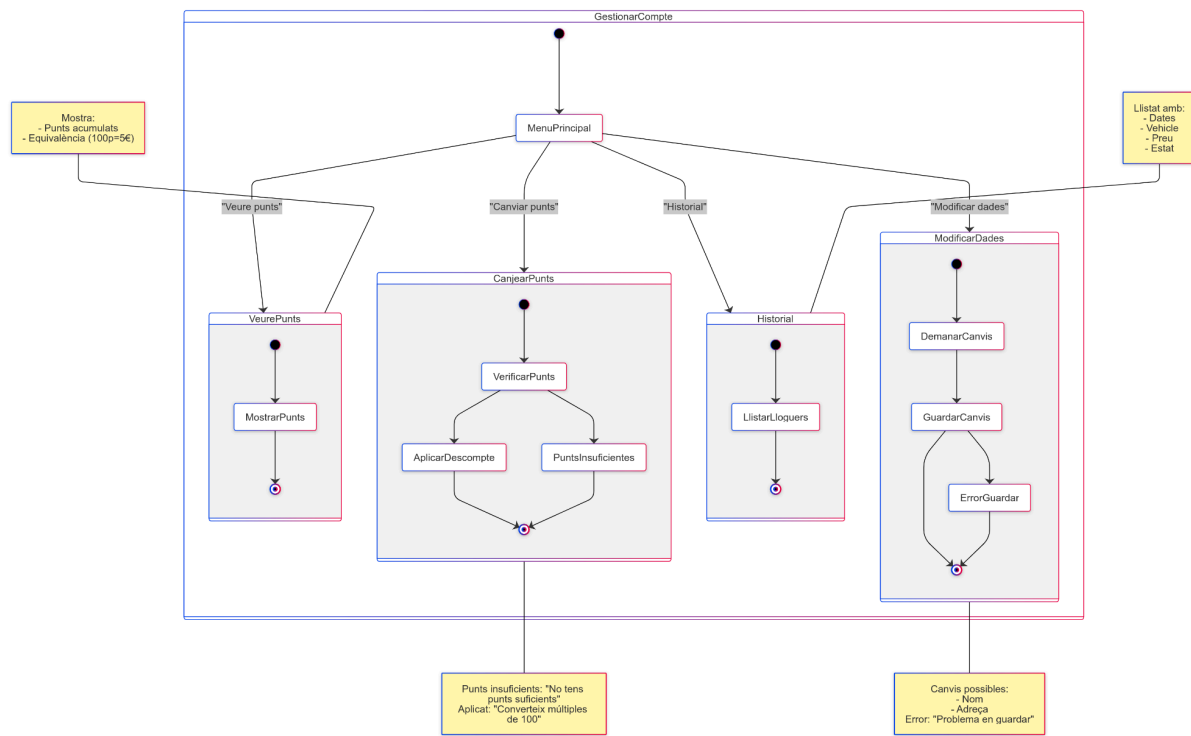 GestionarCompte
Mostra:
- Punts acumulats
- Equivalència (100p=5€)
Llistat amb:
- Dates
- Vehicle
- Preu
- Estat
MenuPrincipal
"Veure punts"
"Canviar punts"
"Historial"
"Modificar dades"
VeurePunts
MostrarPunts
CanjearPunts
VerificarPunts
AplicarDescompte
PuntsInsuficientes
Historial
LlistarLloguers
ModificarDades
DemanarCanvis
GuardarCanvis
ErrorGuardar
Punts insuficients: "No tens
punts suficients"
Aplicat: "Converteix múltiples
de 100"
Canvis possibles:
- Nom
- Adreça
Error: "Problema en guardar"